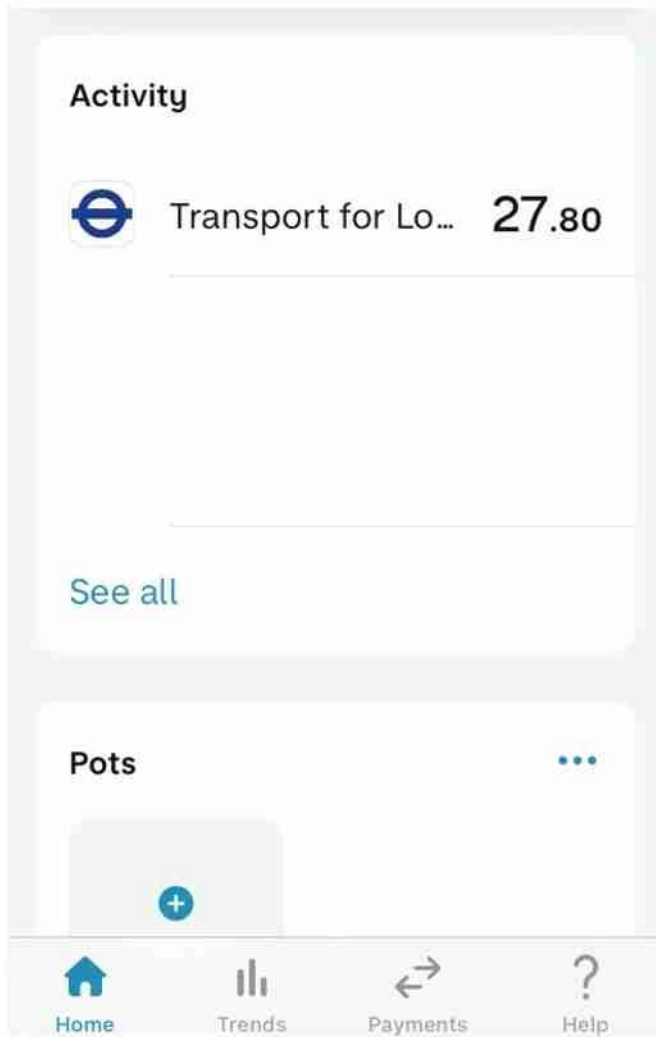 Activity
Transport for Lo... 27.80
See all
Pots
Home Trends Payments Help